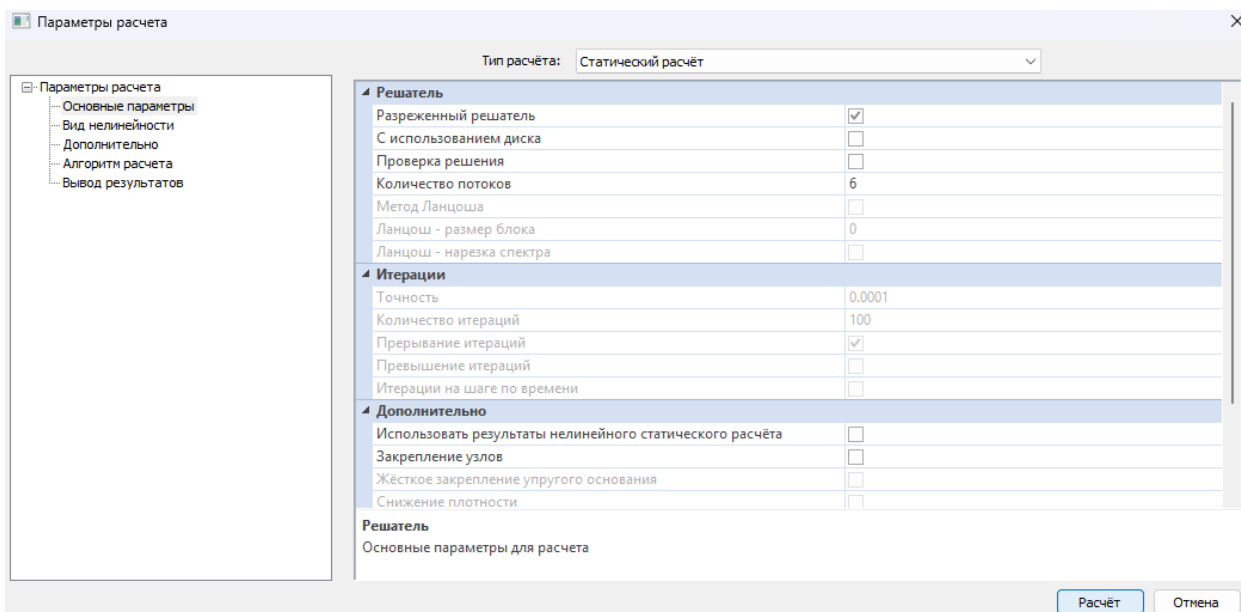 Параметры расчета
Тип расчёта: Статический расчёт
Параметры расчета
Основные параметры
Вид нелинейности
Дополнительно
Алгоритм расчета
Вывод результатов
Решатель
Разреженный решатель
С использованием диска
Проверка решения
Количество потоков 6
Метод Ланцоша
Ланцош - размер блока 0
Ланцош - нарезка спектра
Итерации
Точность 0.0001
Количество итераций 100
Прерывание итераций
Превышение итераций
Итерации на шаге по времени
Дополнительно
Использовать результаты нелинейного статического расчёта
Закрепление узлов
Жёсткое закрепление упругого основания
Снижение плотности
Решатель
Основные параметры для расчета
Расчёт Отмена